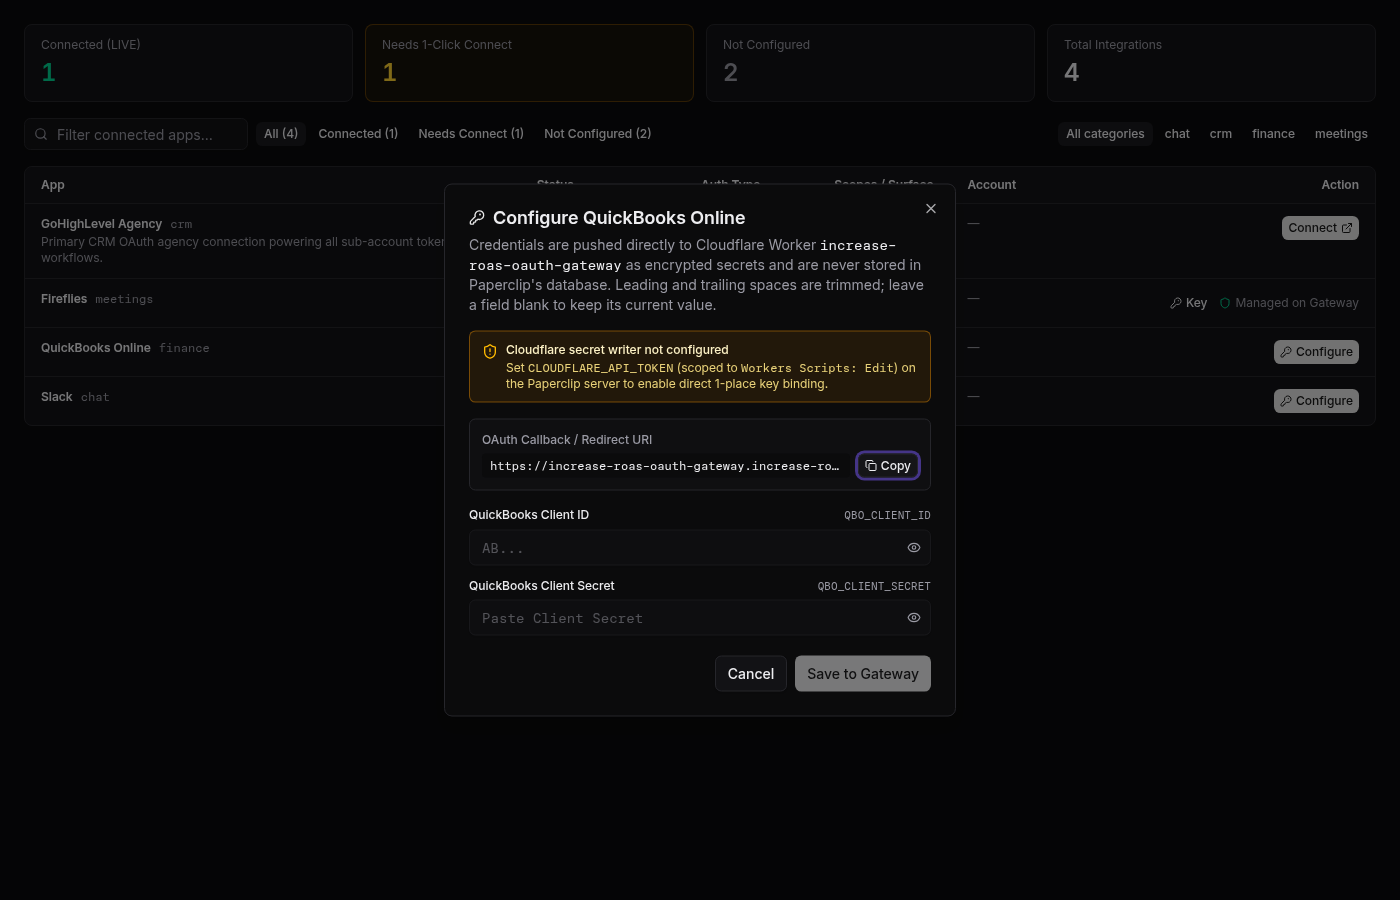 Connected (LIVE)
1
Needs 1-Click Connect
1
Not Configured
2
Total Integrations
4
Filter connected apps...
All (4)
Connected (1)
Needs Connect (1)
Not Configured (2)
All categories
chat
crm
finance
meetings
App
Account
Action
GoHighLevel Agency crm
Primary CRM OAuth agency connection powering all sub-account
workflows.
—
Connect
Fireflies meetings
—
Key
Managed on Gateway
QuickBooks Online finance
—
Configure
Slack chat
—
Configure
Configure QuickBooks Online
Credentials are pushed directly to Cloudflare Worker increase-
roas-oauth-gateway as encrypted secrets and are never stored in
Paperclip's database. Leading and trailing spaces are trimmed; leave
a field blank to keep its current value.
Cloudflare secret writer not configured
Set CLOUDFLARE_API_TOKEN (scoped to Workers Scripts: Edit) on
the Paperclip server to enable direct 1-place key binding.
OAuth Callback / Redirect URI
https://increase-roas-oauth-gateway.increase-ro…
Copy
QuickBooks Client ID
QBO_CLIENT_ID
AB...
QuickBooks Client Secret
QBO_CLIENT_SECRET
Paste Client Secret
Cancel
Save to Gateway